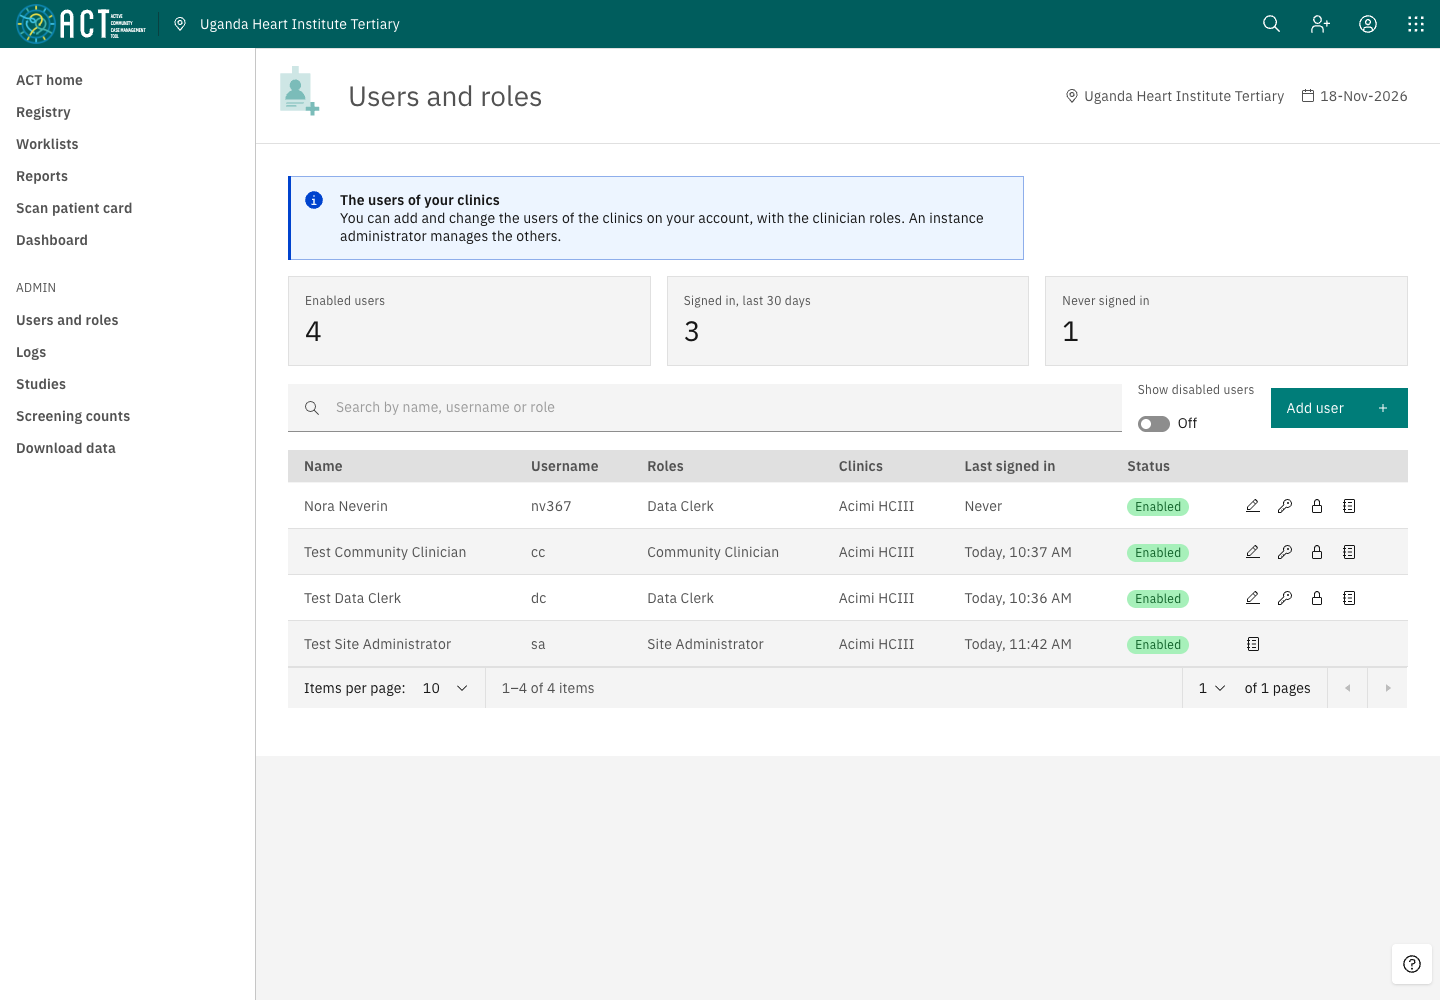 ACT ACTIVE
COMMUNITY
CASE MANAGEMENT
TOOL
Uganda Heart Institute Tertiary
ACT home
Registry
Worklists
Reports
Scan patient card
Dashboard
ADMIN
Users and roles
Logs
Studies
Screening counts
Download data
Users and roles
Uganda Heart Institute Tertiary 18-Nov-2026
The users of your clinics
You can add and change the users of the clinics on your account, with the clinician roles. An instance
administrator manages the others.
Enabled users
4
Signed in, last 30 days
3
Never signed in
1
Search by name, username or role
Show disabled users
Off
Add user
Name Username Roles Clinics Last signed in Status
Nora Neverin nv367 Data Clerk Acimi HCIII Never Enabled
Test Community Clinician cc Community Clinician Acimi HCIII Today, 10:37 AM Enabled
Test Data Clerk dc Data Clerk Acimi HCIII Today, 10:36 AM Enabled
Test Site Administrator sa Site Administrator Acimi HCIII Today, 11:42 AM Enabled
Items per page: 10 1–4 of 4 items 1 of 1 pages